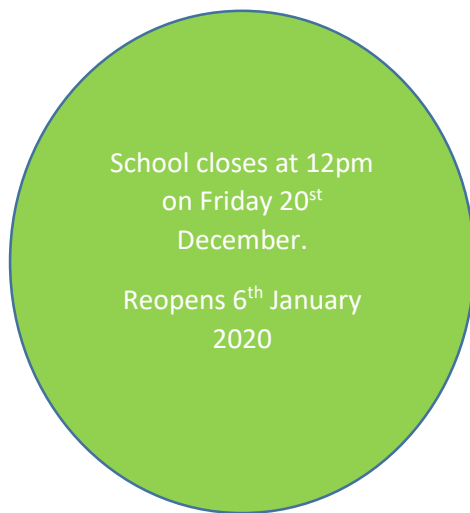 School closes at 12pm
on Friday 20st
December.
Reopens 6th January
2020